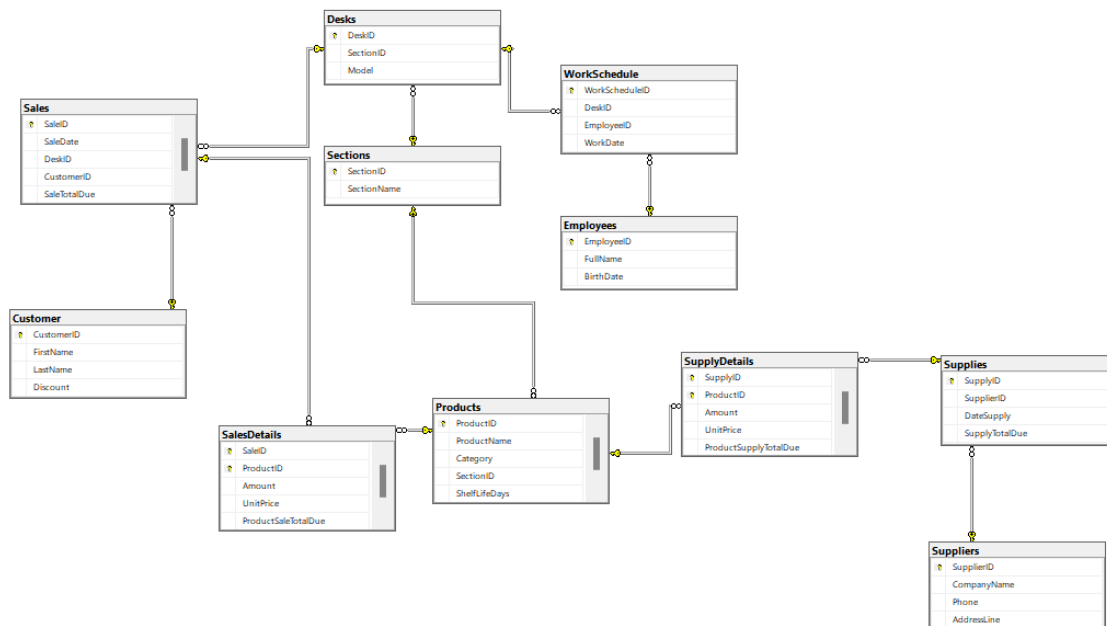 Desks
DeskID
SectionID
Model
WorkSchedule
WorkScheduleID
DeskID
EmployeeID
WorkDate
Sales
SaleID
SaleDate
DeskID
CustomerID
SaleTotalDue
Sections
SectionID
SectionName
Employees
EmployeeID
FullName
BirthDate
Customer
CustomerID
FirstName
LastName
Discount
SupplyDetails
SupplyID
ProductID
Amount
UnitPrice
ProductSupplyTotalDue
Supplies
SupplyID
SupplierID
DateSupply
SupplyTotalDue
Products
ProductID
ProductName
Category
SectionID
ShelfLifeDays
SalesDetails
SaleID
ProductID
Amount
UnitPrice
ProductSaleTotalDue
Suppliers
SupplierID
CompanyName
Phone
AddressLine